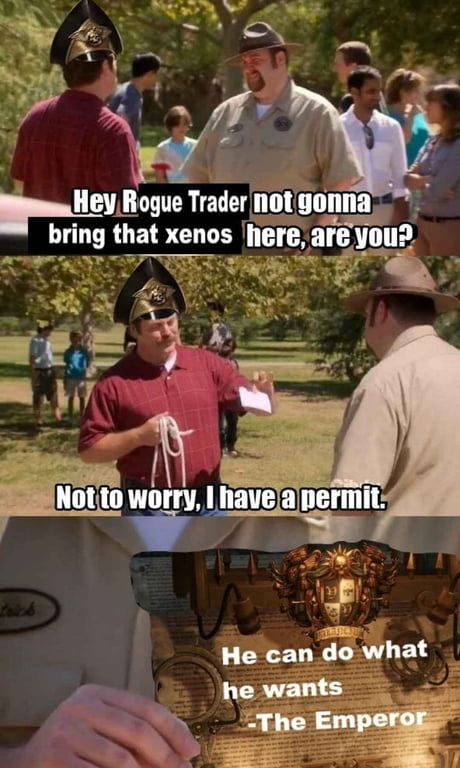 Hey Rogue Trader not gonna
bring that xenos here, are you?
Not to worry, I have a permit.
He can do what
he wants
-The Emperor